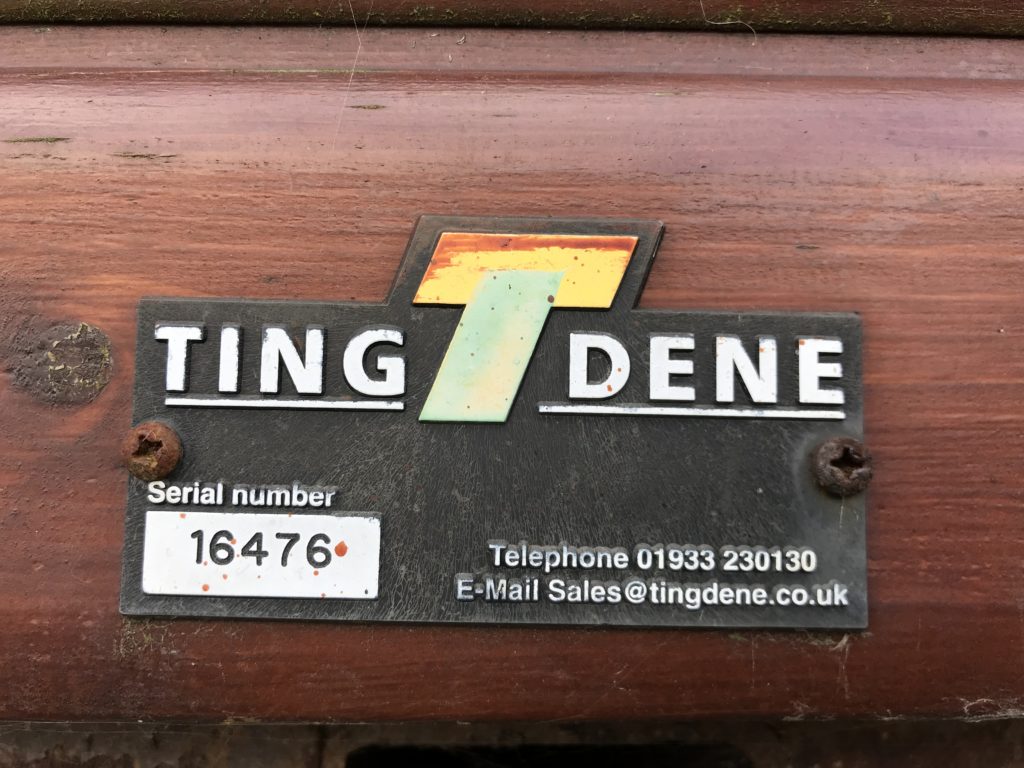 TING T DENE
Serial number
16476
Telephone 01933 230130
E-Mail Sales@tingdene.co.uk